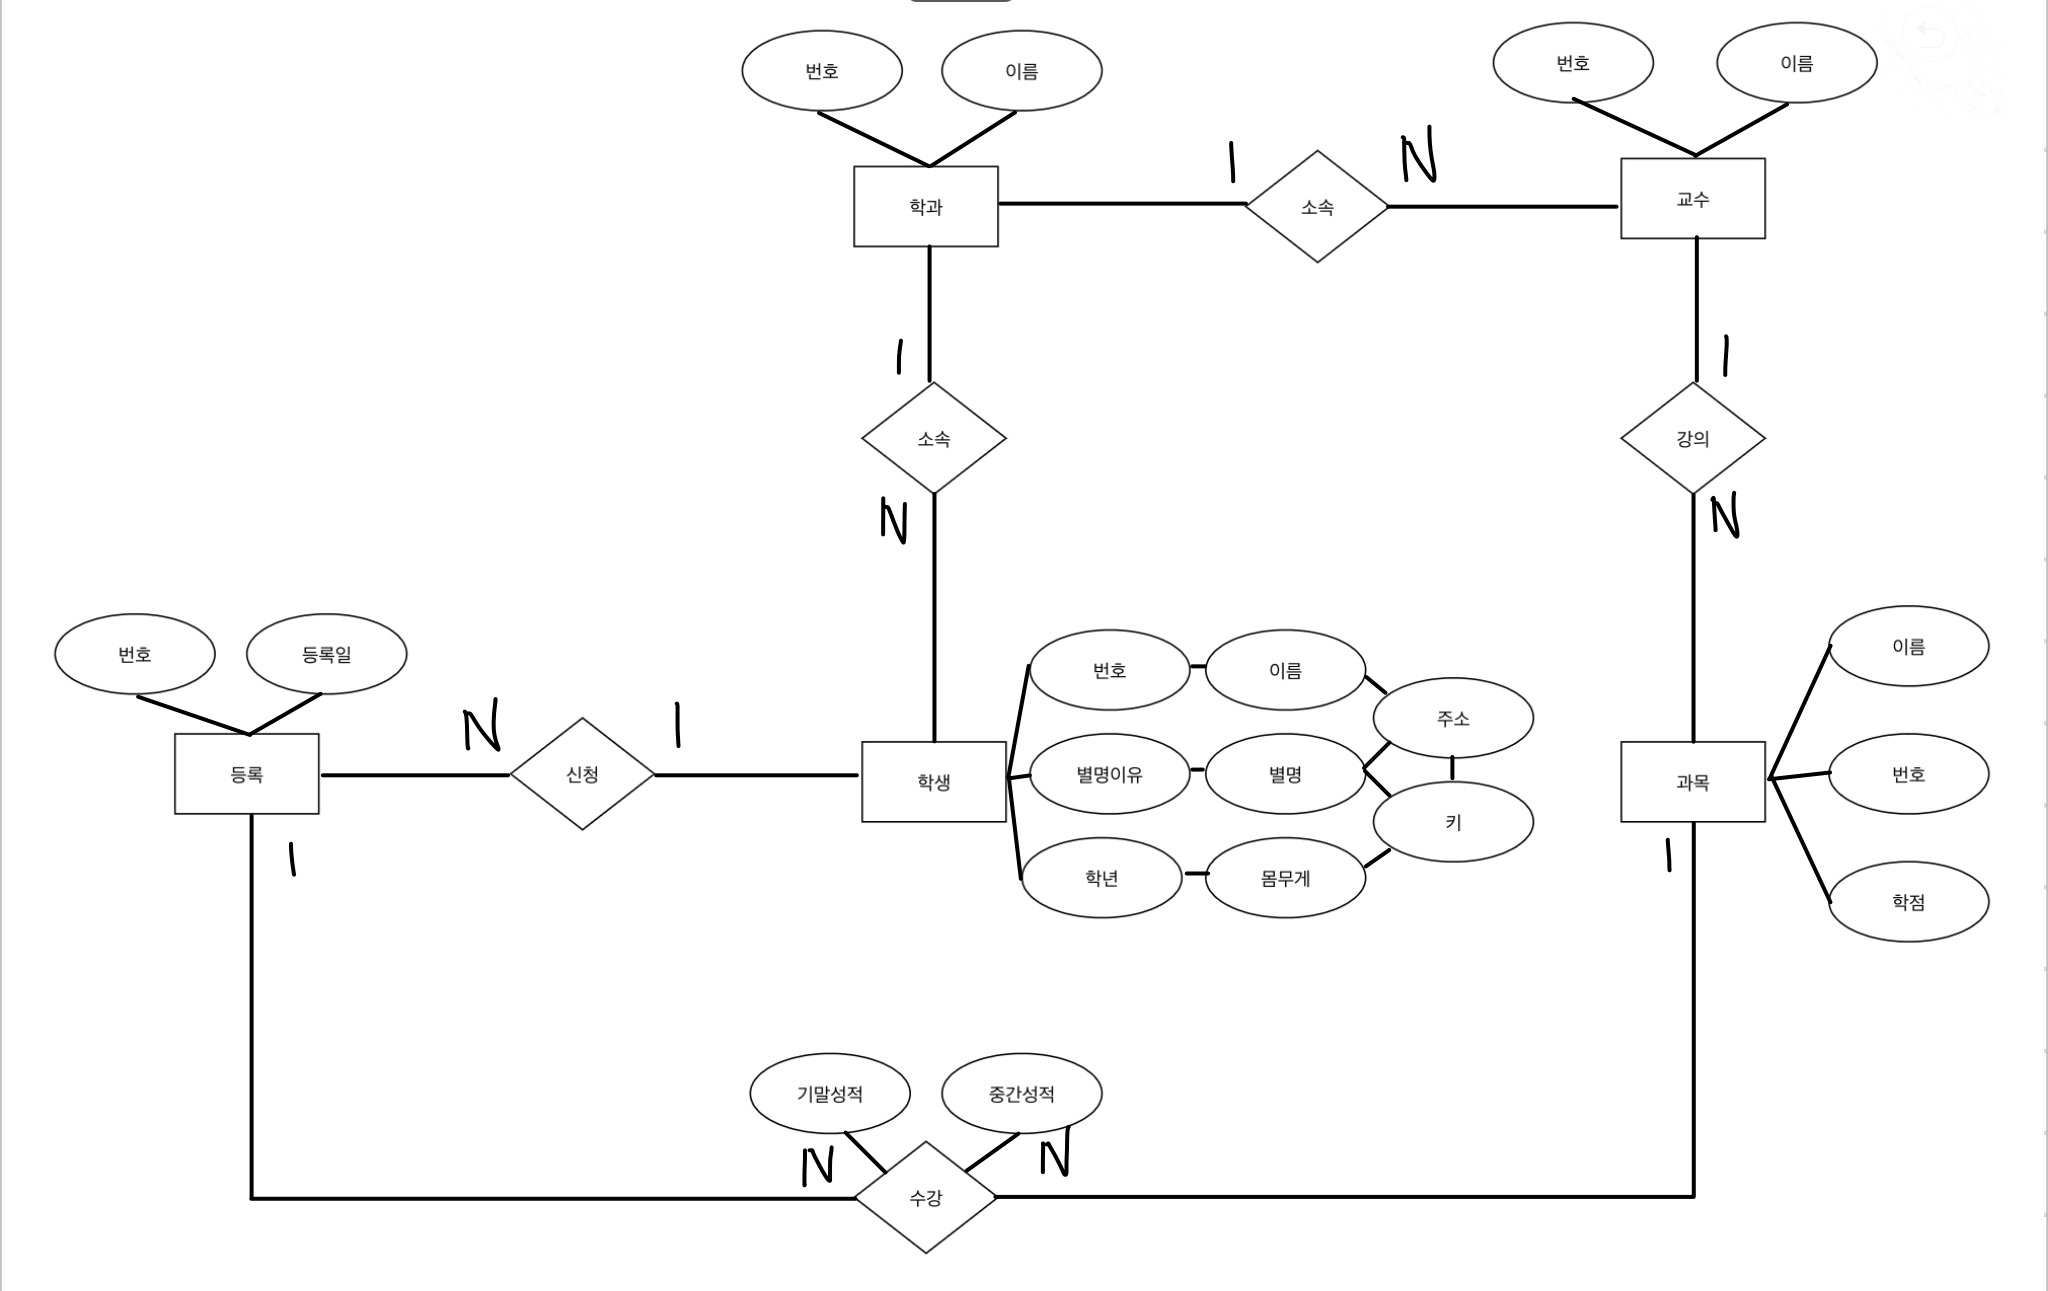 번호
이름
번호
이름
1
N
학과
소속
교수
1
1
소속
강의
N
N
번호
등록일
번호
이름
이름
주소
N
1
등록
신청
학생
별명이유
별명
과목
번호
키
1
1
학년
몸무게
학점
기말성적
중간성적
N
N
수강